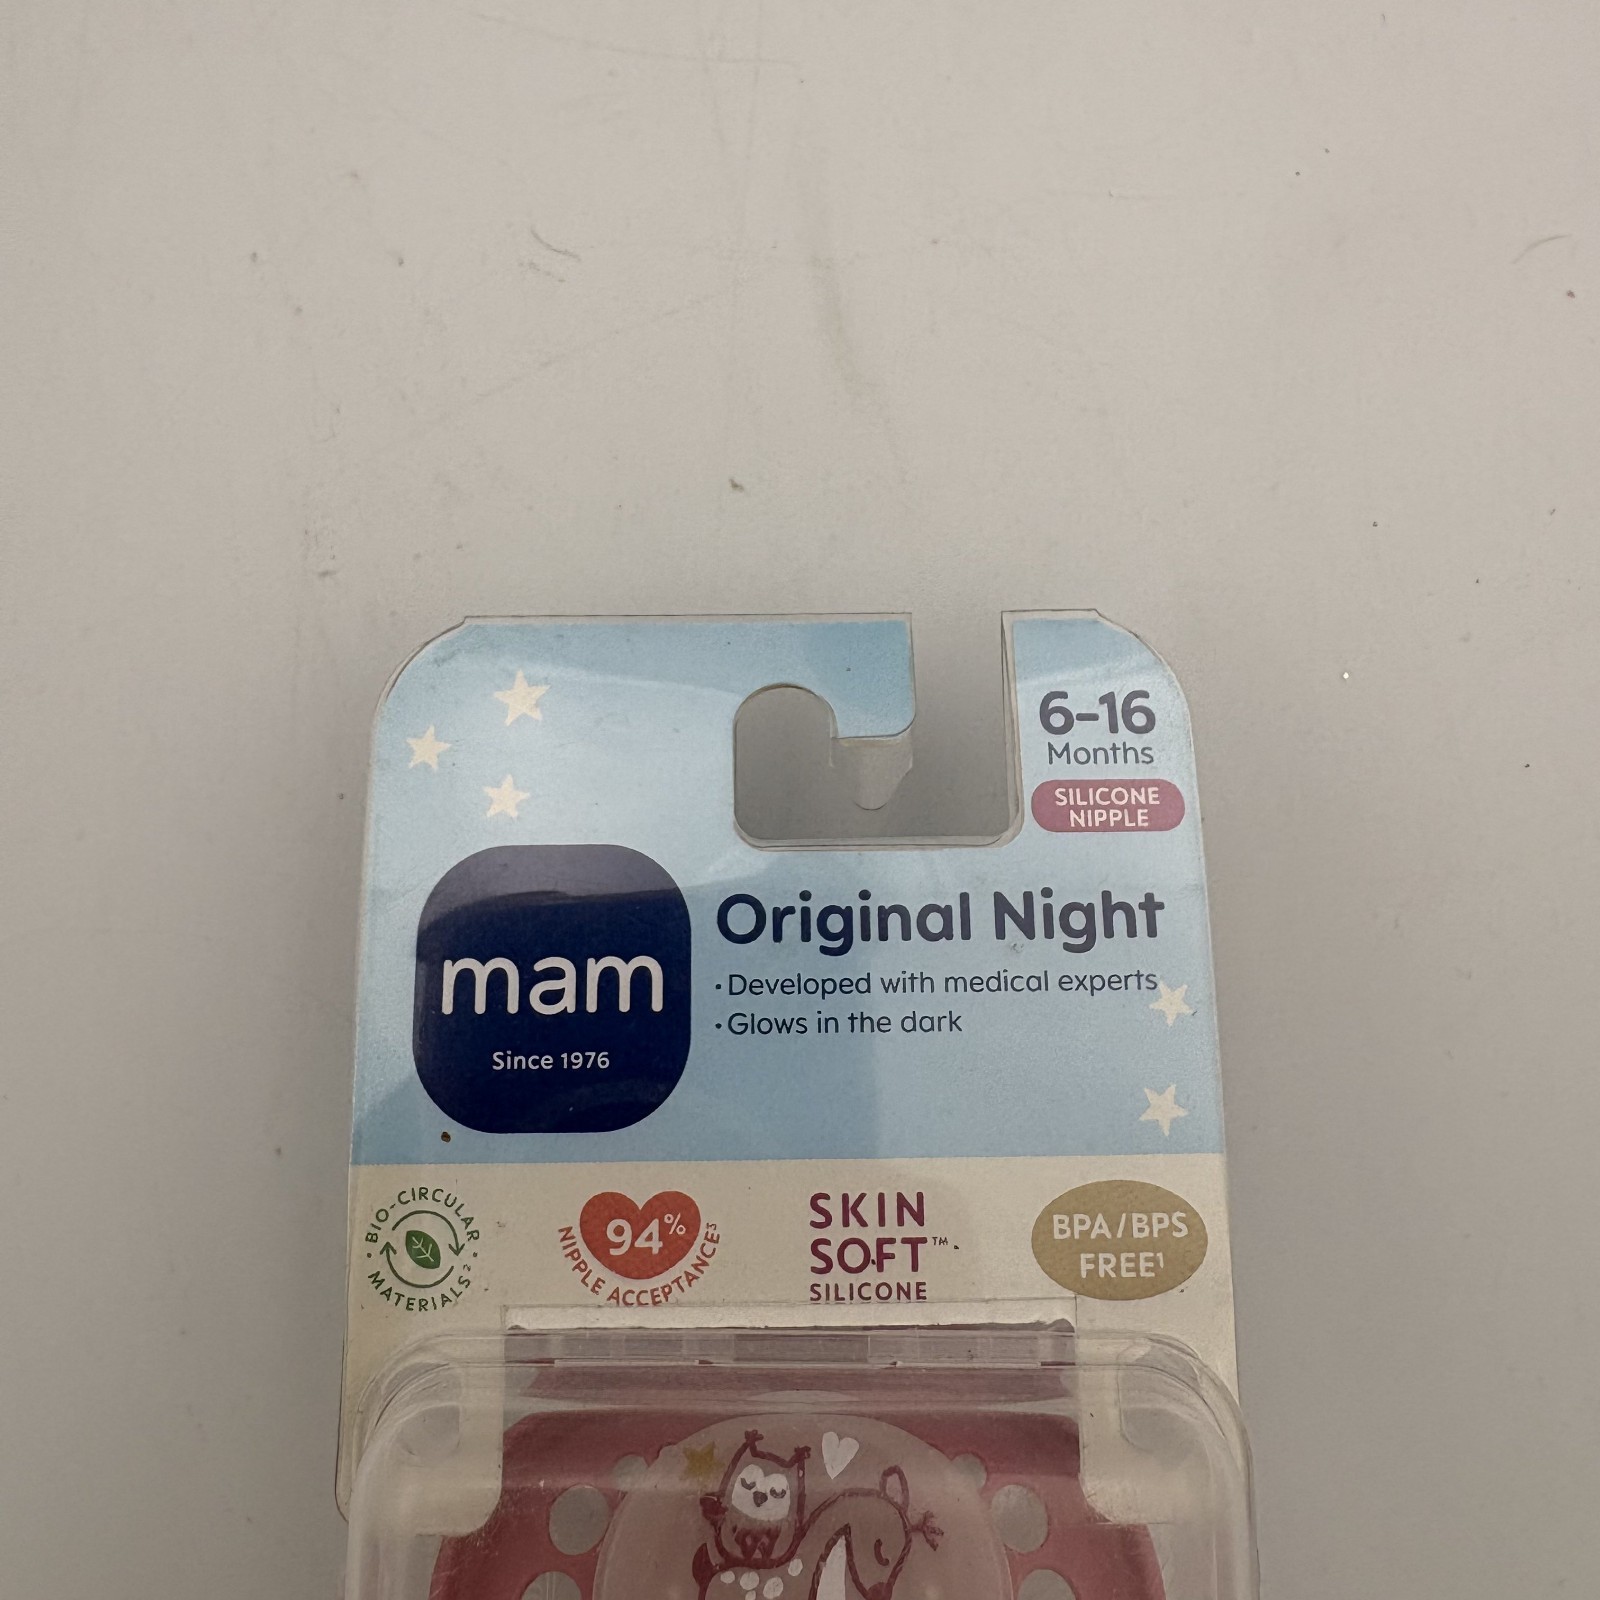 6-16
Months
SILICONE
NIPPLE
Original Night
• Developed with medical experts
• Glows in the dark
mam
Since 1976
• BIO-CIRCULAR •
MATERIALS²
94%
NIPPLE ACCEPTANCE³
SKIN
SOFT™
SILICONE
BPA/BPS
FREE¹